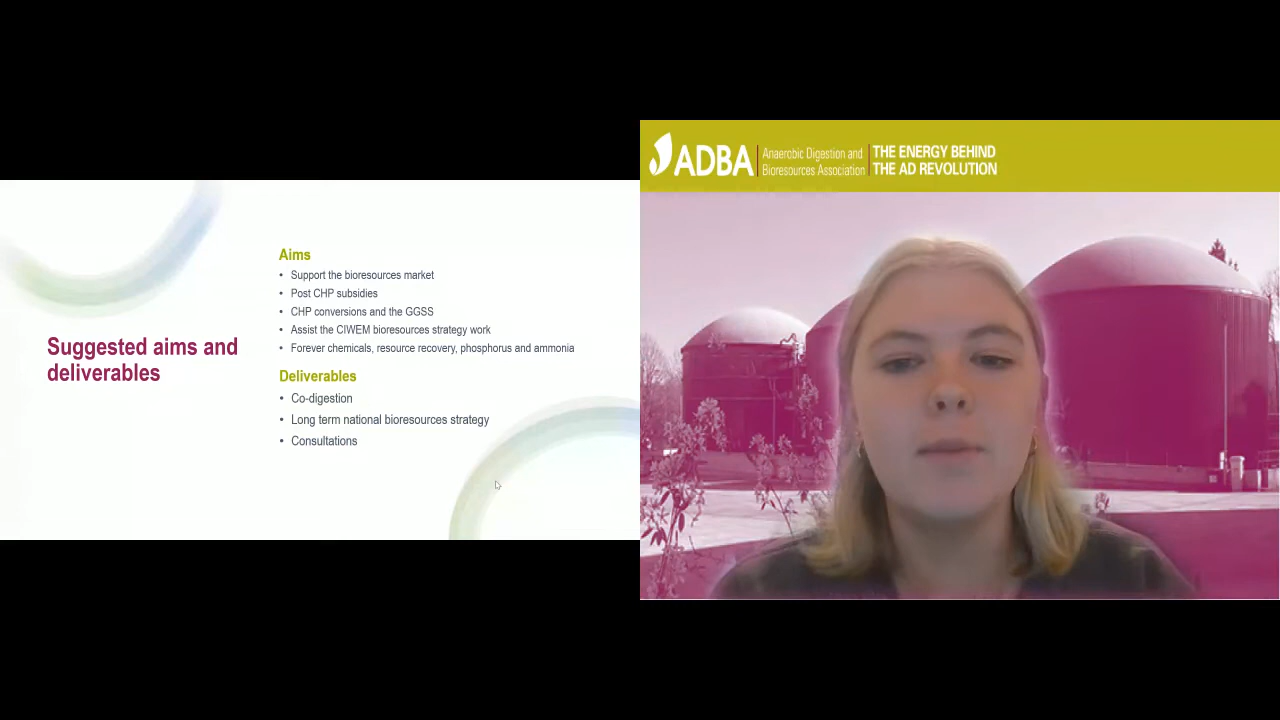 Suggested aims and
deliverables
Aims
• Support the bioresources market
• Post CHP subsidies
• CHP conversions and the GGSS
• Assist the CIWEM bioresources strategy work
• Forever chemicals, resource recovery, phosphorus and ammonia
Deliverables
• Co-digestion
• Long term national bioresources strategy
• Consultations
ADBA
Anaerobic Digestion and
Bioresources Association
THE ENERGY BEHIND
THE AD REVOLUTION